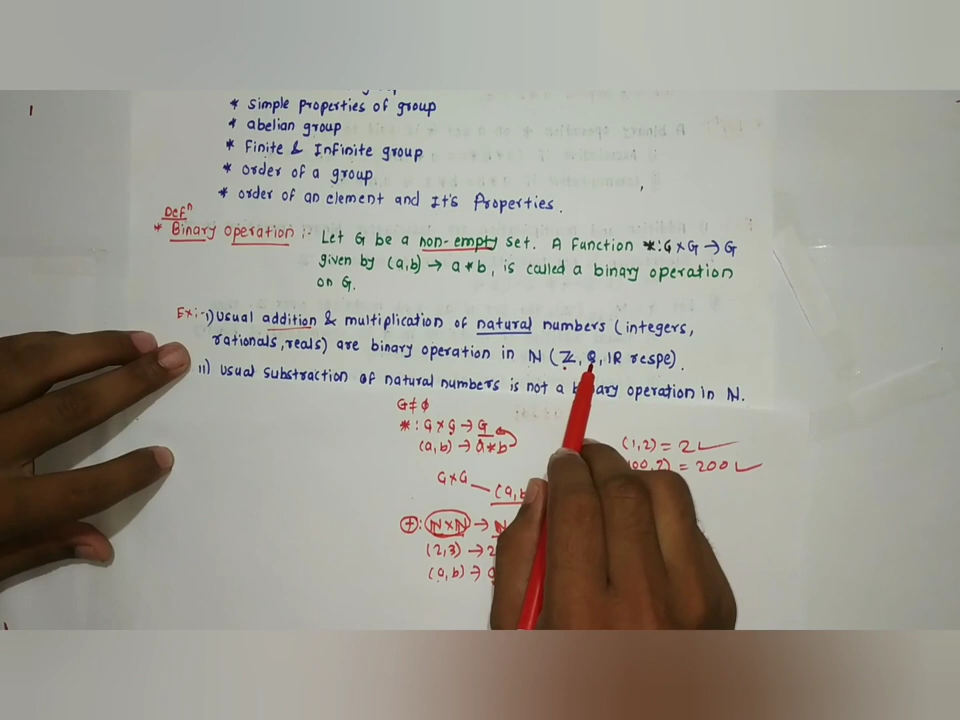 * Simple properties of group
* abelian group
* Finite & Infinite group
* order of a group
* order of an element and It's Properties.
Defⁿ
* Binary operation :- Let G be a non-empty set. A function *: G×G → G
given by (a,b) → a*b, is called a binary operation
on G.
Ex:- i) Usual addition & multiplication of natural numbers (integers,
rationals, reals) are binary operation in ℕ (ℤ, ℚ, ℝ respe).
ii) usual substraction of natural numbers is not a binary operation in ℕ.
G ≠ ϕ
*: G×G → G
(a,b) → a*b
(1,2) = 2 ✓
= 200 ✓
G×G — (a,b
+ : ℕ×ℕ → ℕ
(2,3) → 2
(a,b) → a